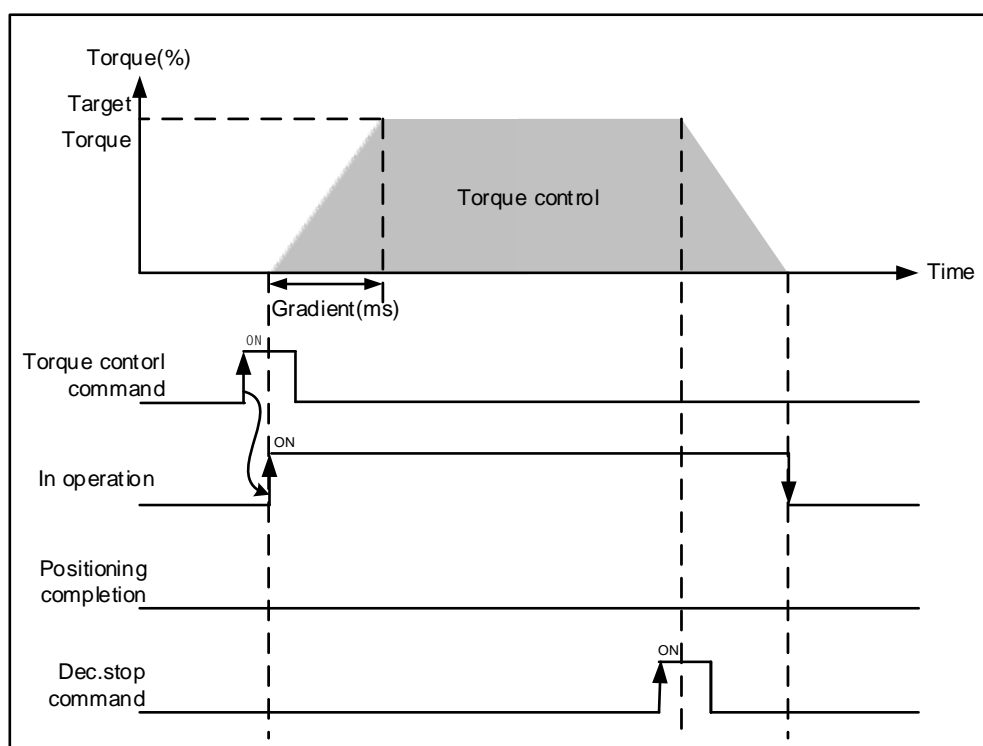 Torque(%)
Target
Torque
Torque control
Time
Gradient(ms)
ON
Torque contorl
command
ON
In operation
Positioning
completion
ON
Dec.stop
command